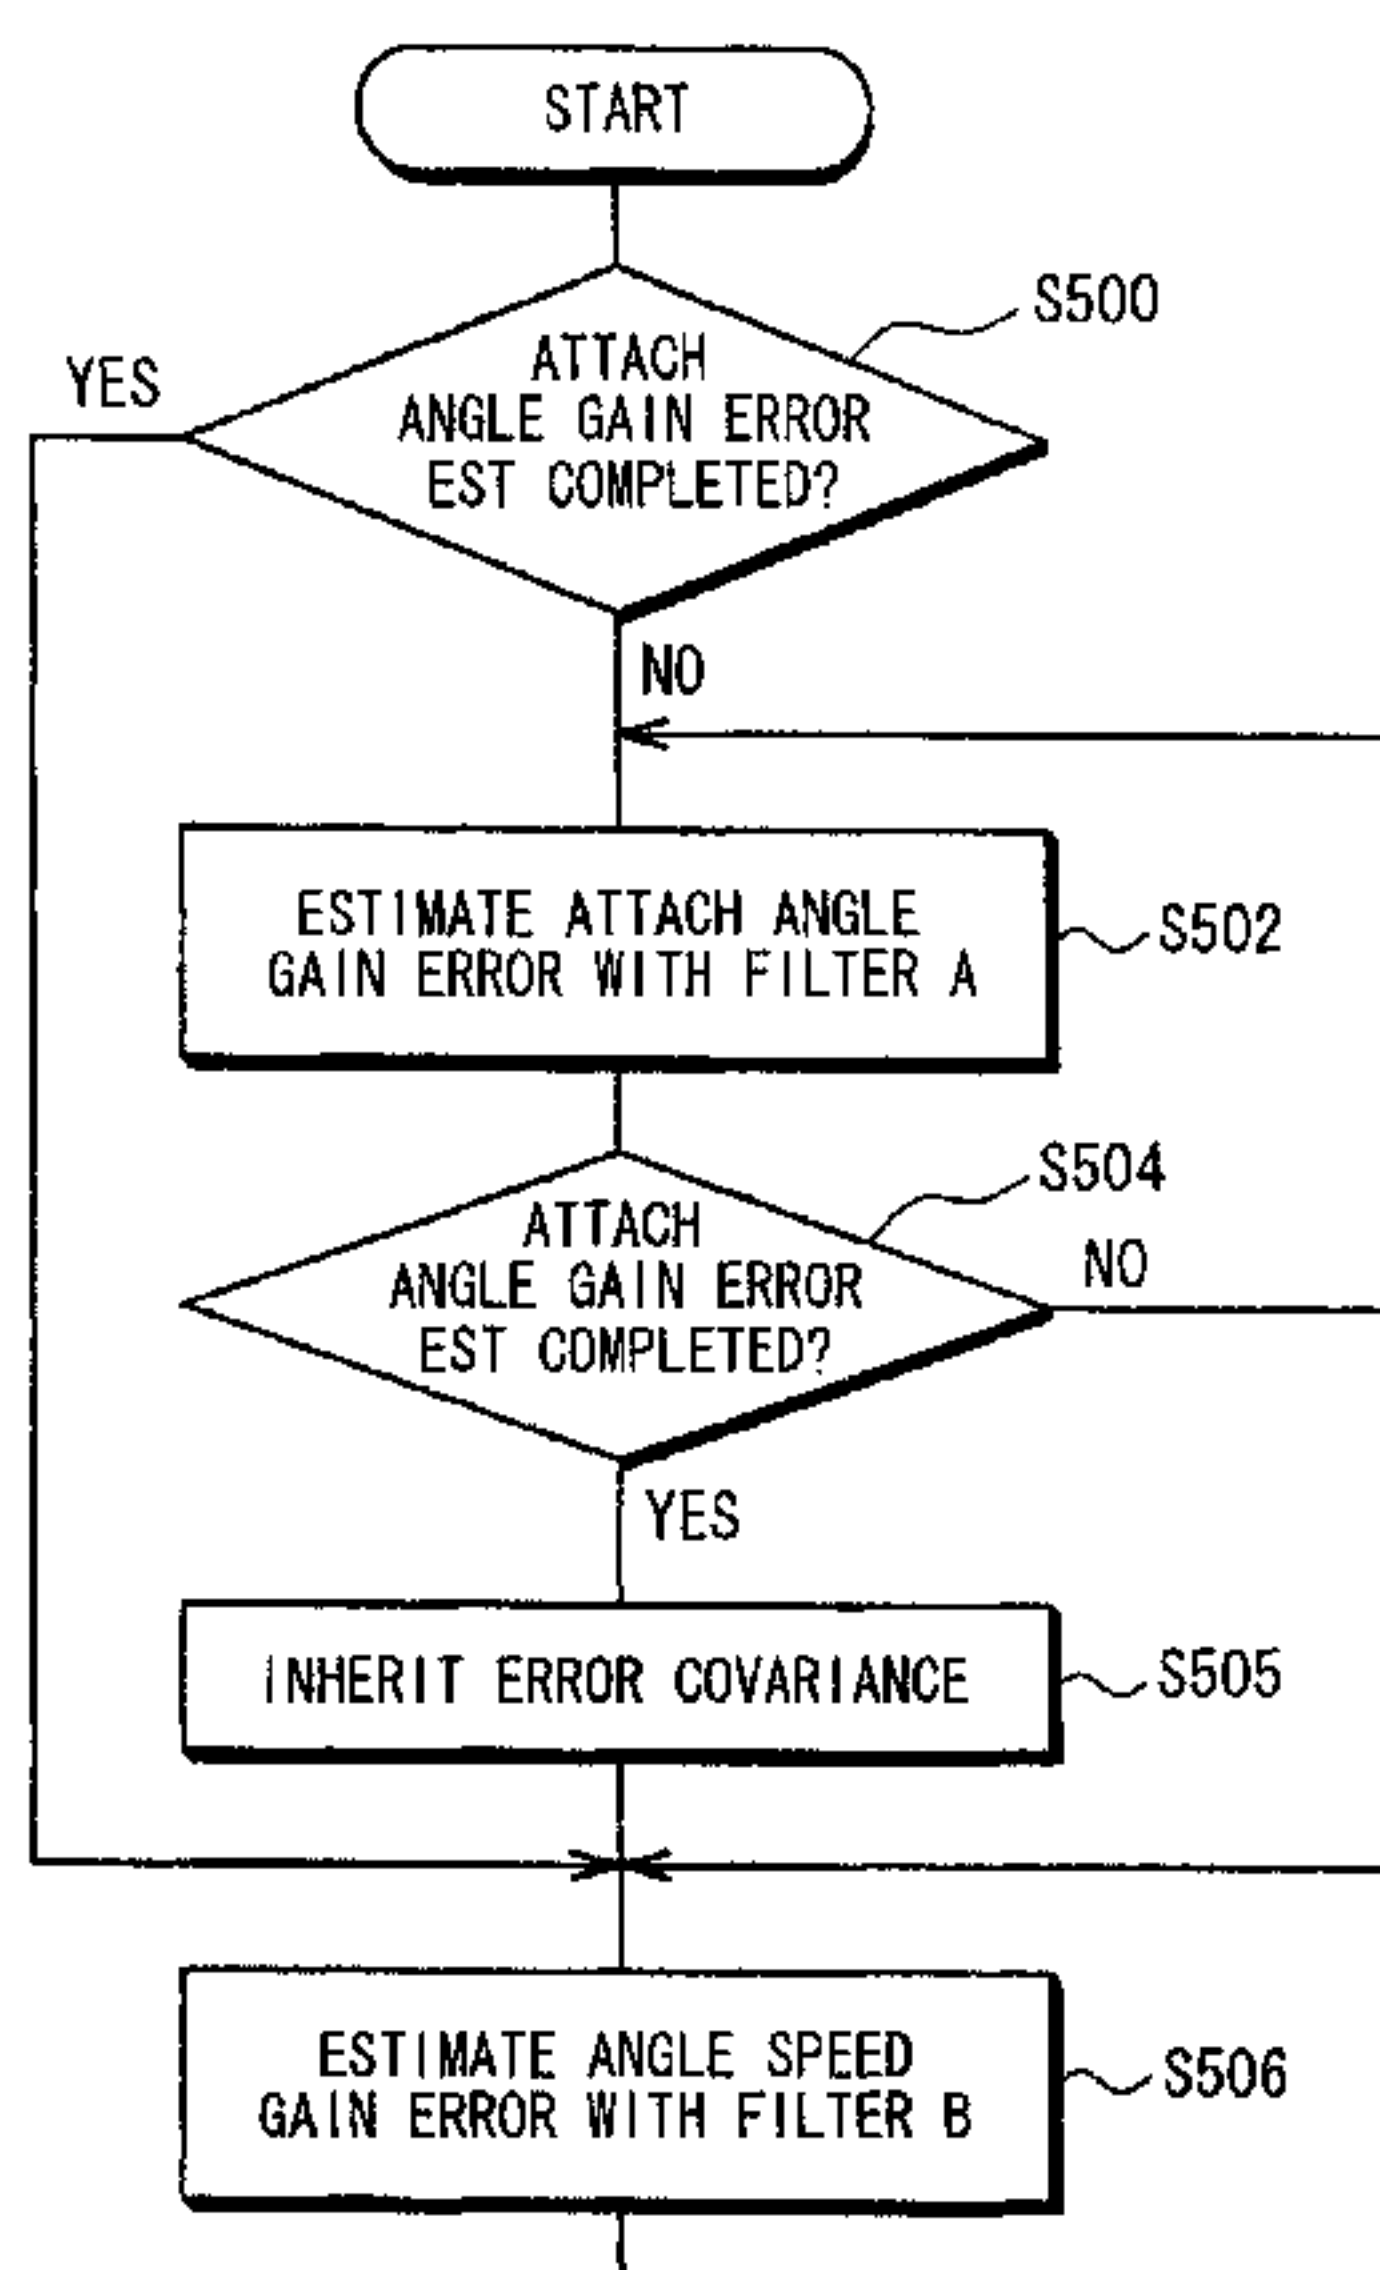 START
S500
YES
ATTACH
ANGLE GAIN ERROR
EST COMPLETED?
NO
ESTIMATE ATTACH ANGLE
GAIN ERROR WITH FILTER A
S502
S504
ATTACH
ANGLE GAIN ERROR
EST COMPLETED?
NO
YES
INHERIT ERROR COVARIANCE
S505
ESTIMATE ANGLE SPEED
GAIN ERROR WITH FILTER B
S506